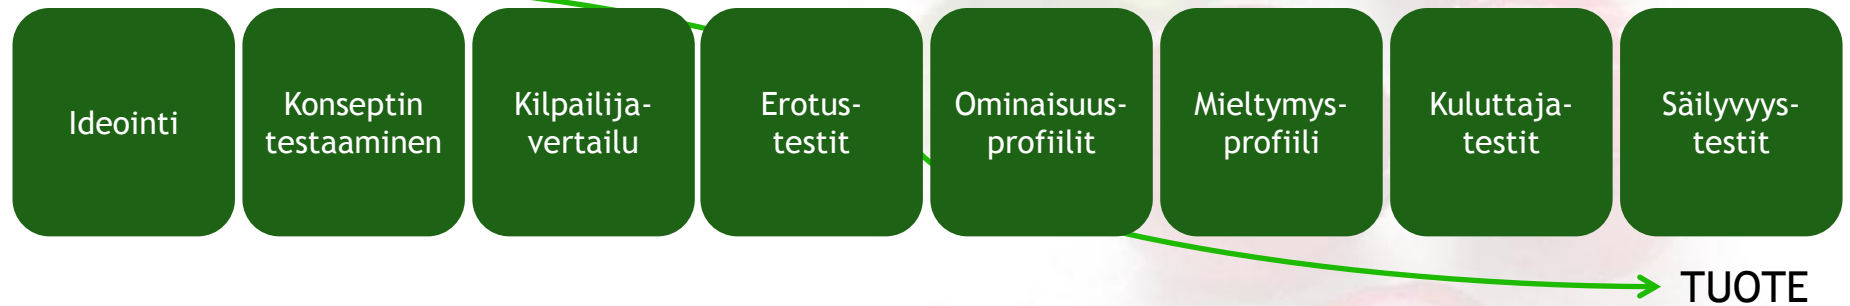 Ideointi
Konseptin
testaaminen
Kilpailija-
vertailu
Erotus-
testit
Ominaisuus-
profiilit
Mieltymys-
profiili
Kuluttaja-
testit
Säilyvyys-
testit
TUOTE